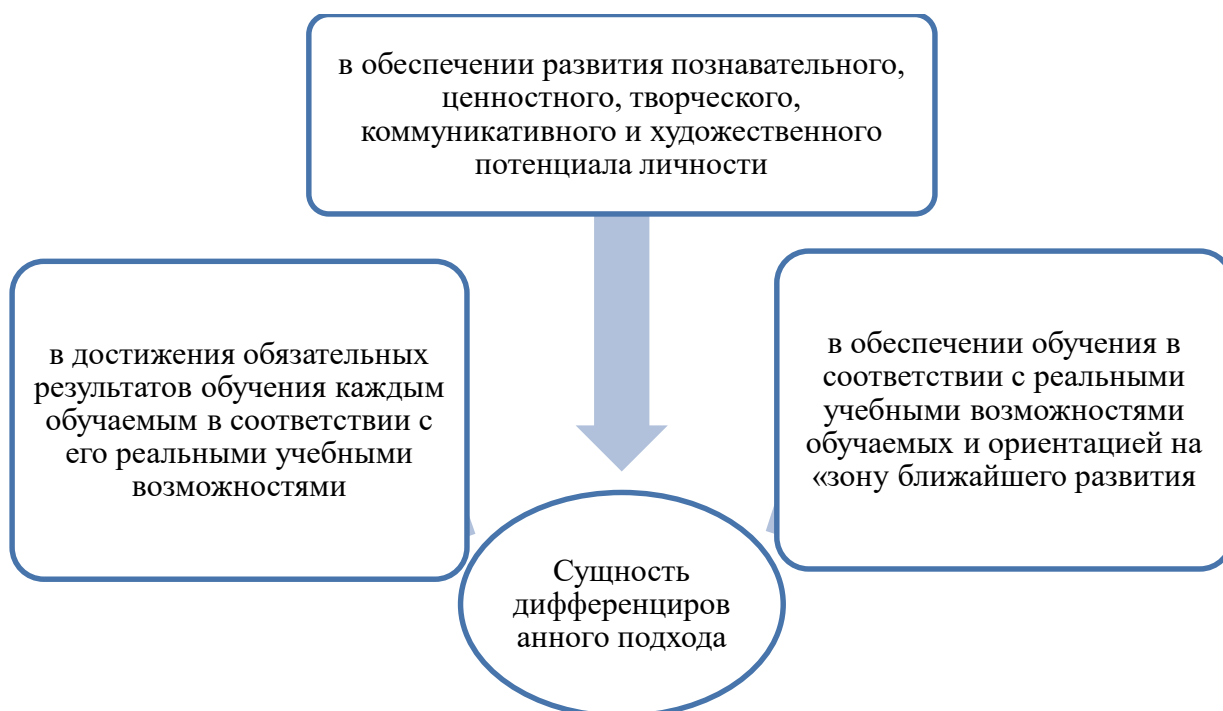 в обеспечении развития познавательного,
ценностного, творческого,
коммуникативного и художественного
потенциала личности
в достижения обязательных
результатов обучения каждым
обучаемым в соответствии с
его реальными учебными
возможностями
в обеспечении обучения в
соответствии с реальными
учебными возможностями
обучаемых и ориентацией на
«зону ближайшего развития
Сущность
дифференциров
анного подхода